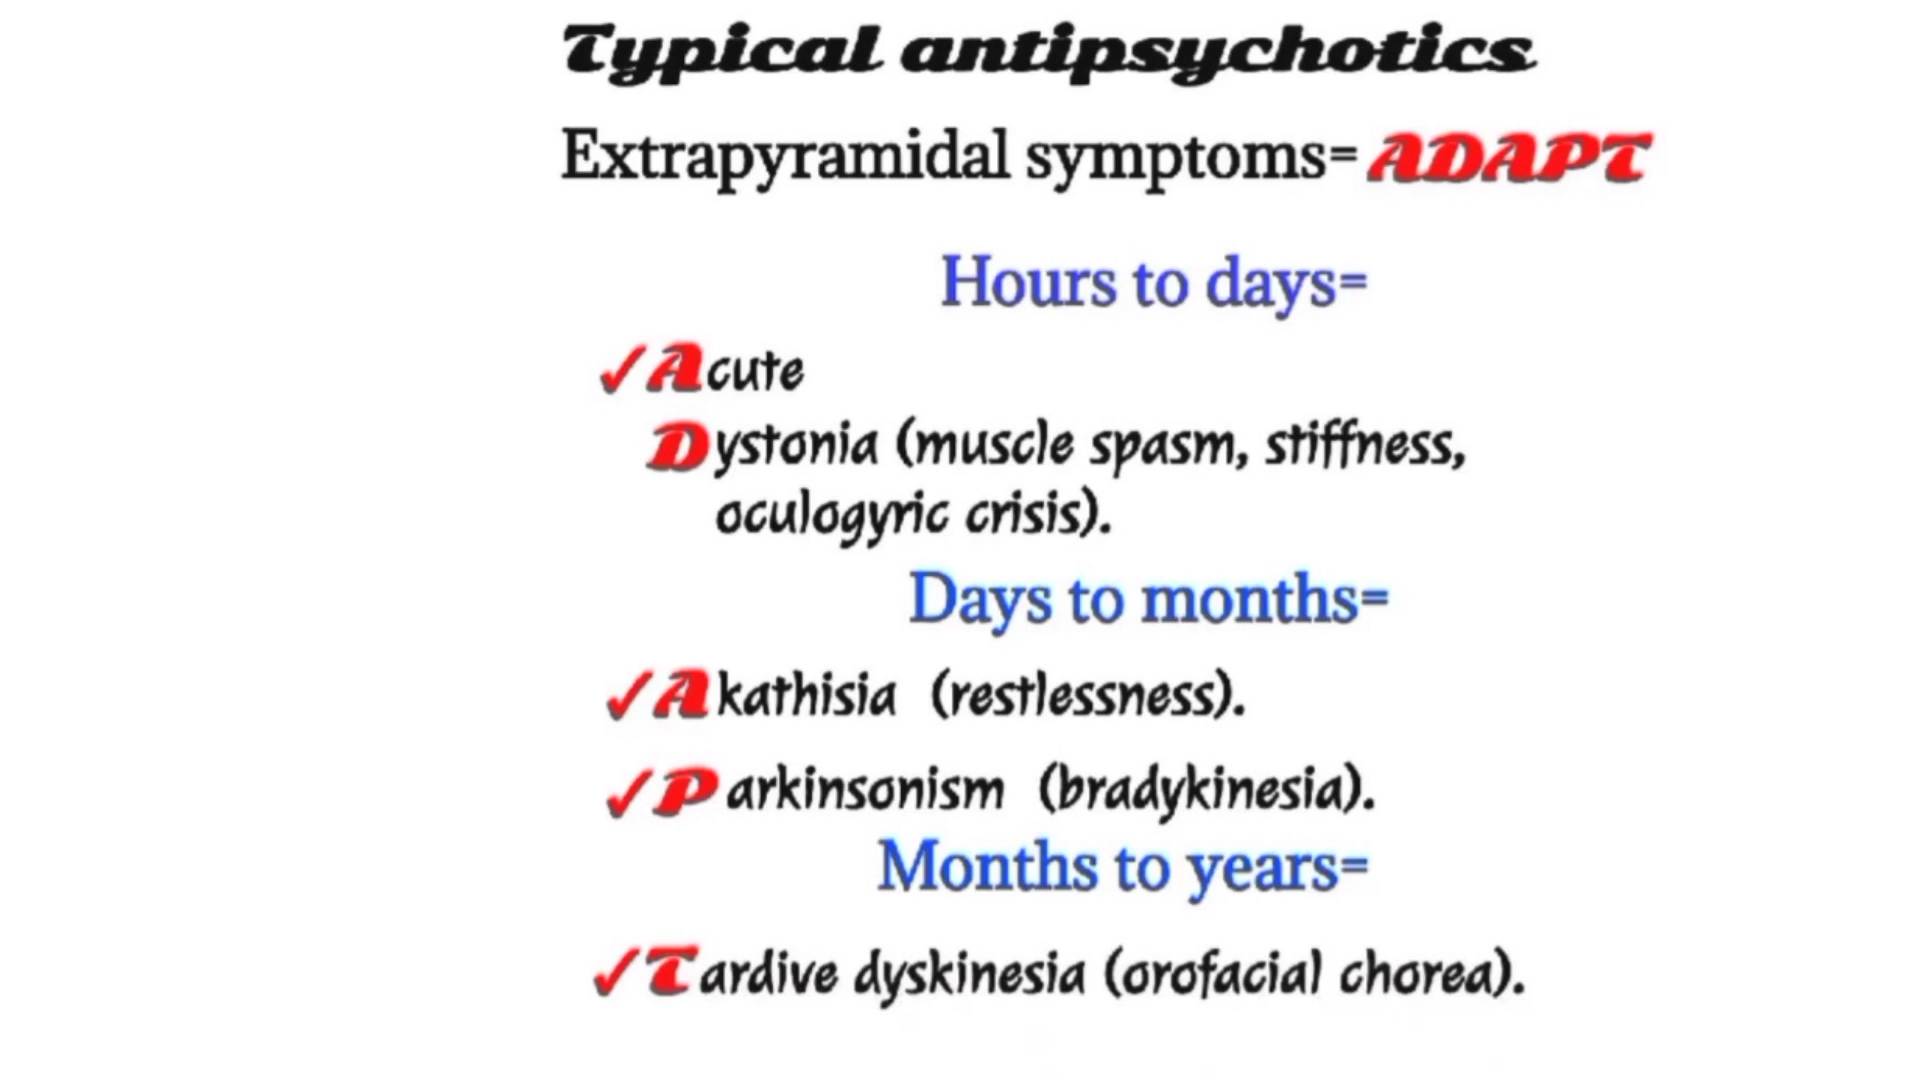 Typical antipsychotics
Extrapyramidal symptoms= ADAPT
Hours to days=
✓Acute
Dystonia (muscle spasm, stiffness,
oculogyric crisis).
Days to months=
✓Akathisia (restlessness).
✓Parkinsonism (bradykinesia).
Months to years=
✓Tardive dyskinesia (orofacial chorea).